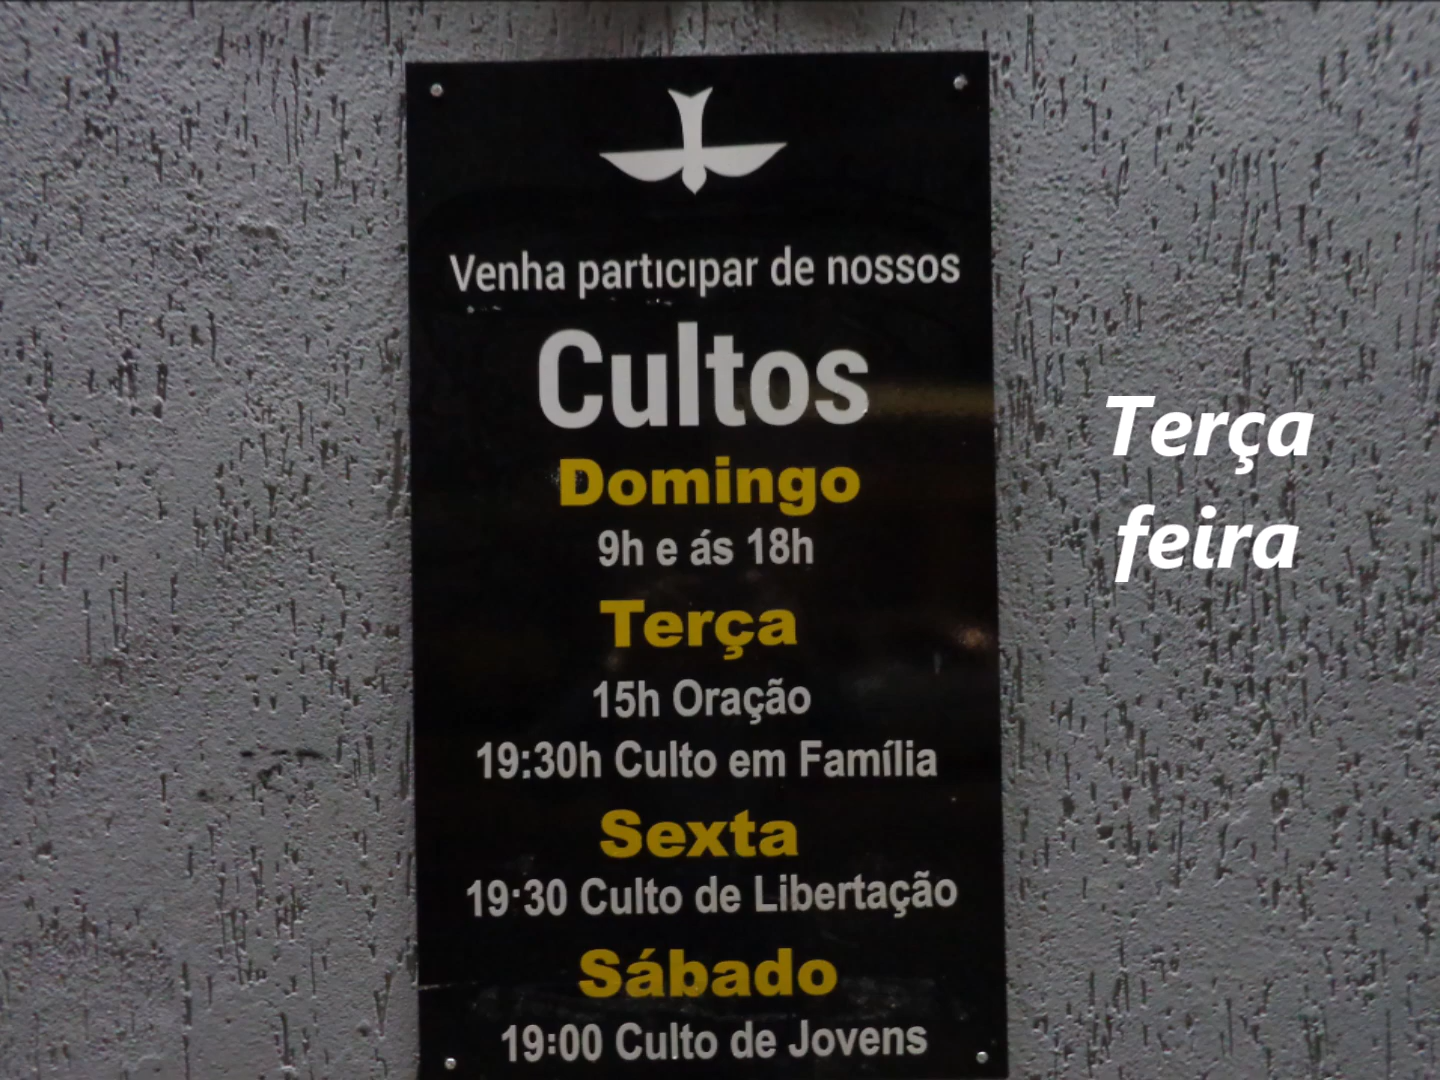 Venha participar de nossos
Cultos
Domingo
9h e ás 18h
Terça
15h Oração
19:30h Culto em Família
Sexta
19:30 Culto de Libertação
Sábado
19:00 Culto de Jovens
Terça
feira